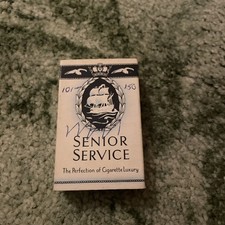 101- 150
SENIOR
SERVICE
The Perfection of Cigarette Luxury